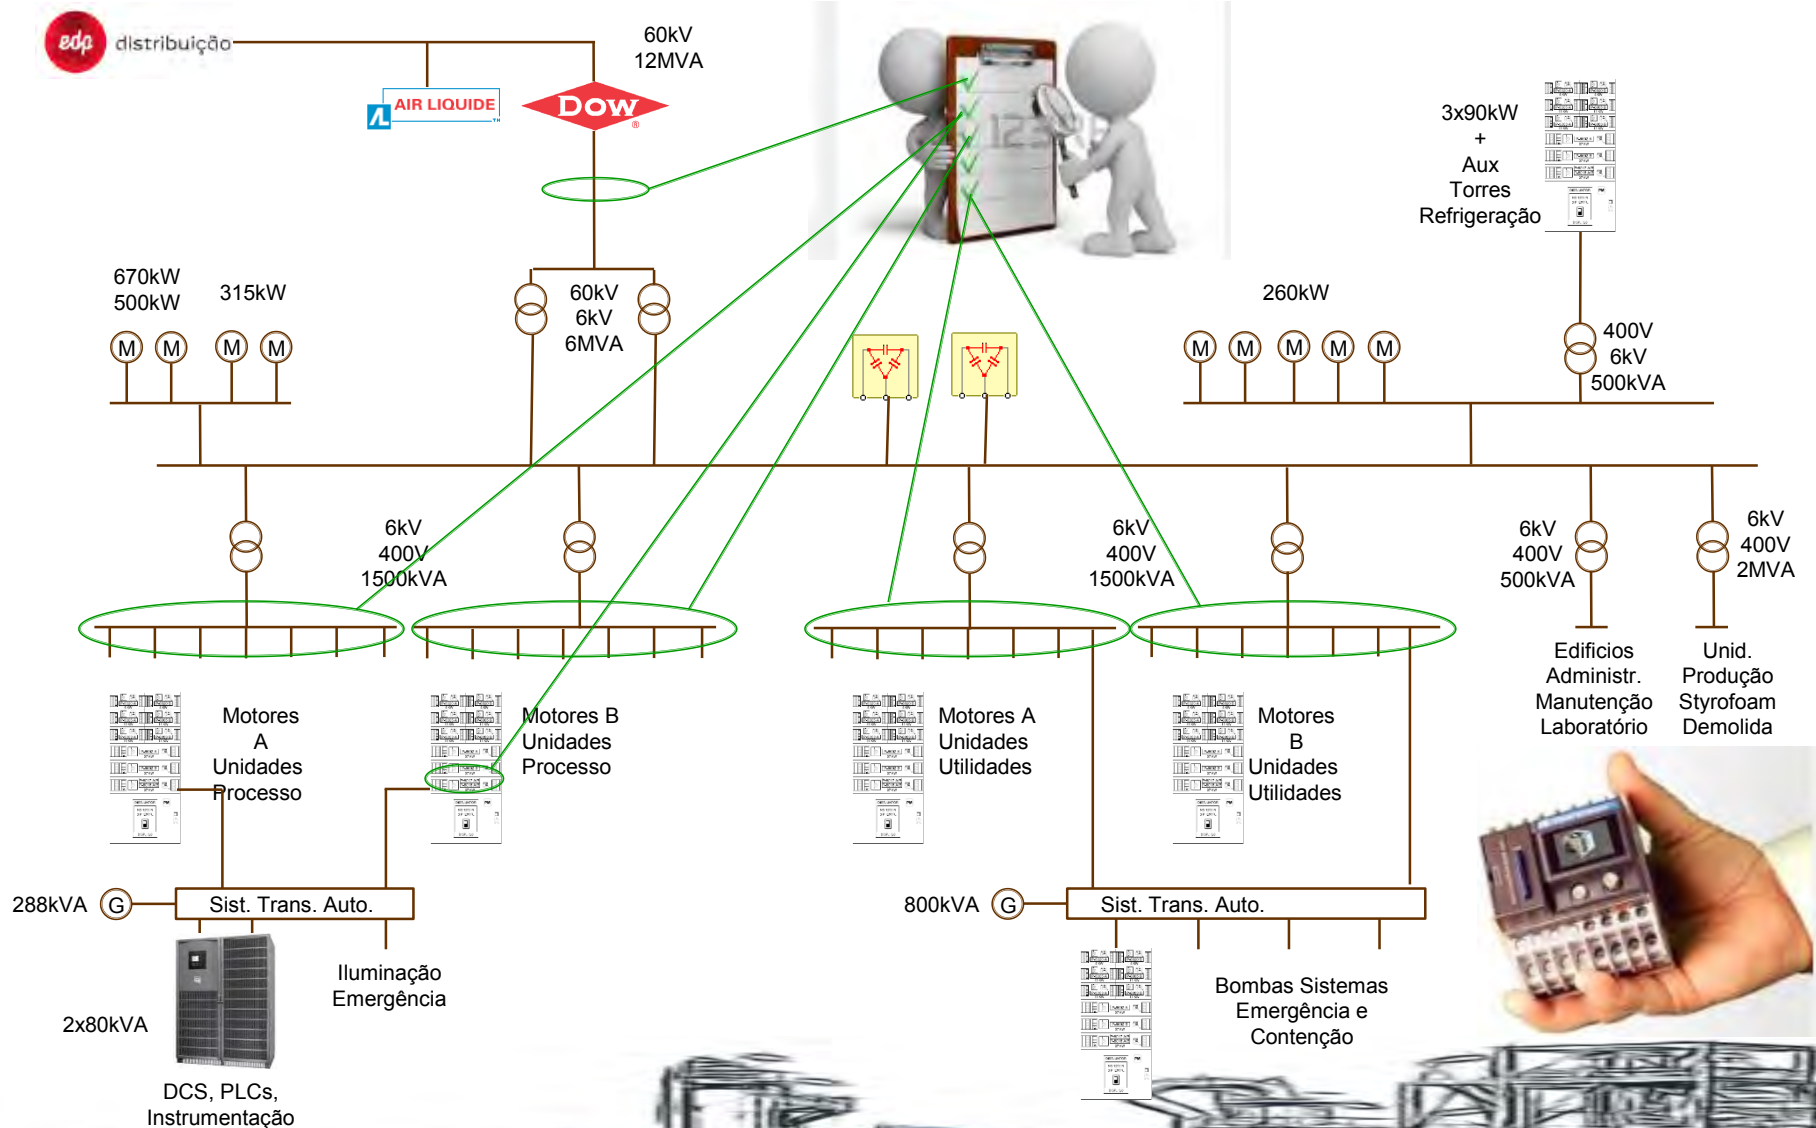 edp distribuição
60kV
12MVA
AIR LIQUIDE
DOW
3x90kW
+
Aux
Torres
Refrigeração
670kW
500kW
315kW
60kV
6kV
6MVA
260kW
400V
6kV
500kVA
M M M M
M M M M M
6kV
400V
1500kVA
6kV
400V
1500kVA
6kV
400V
500kVA
6kV
400V
2MVA
Edificios
Administr.
Manutenção
Laboratório
Unid.
Produção
Styrofoam
Demolida
Motores
A
Unidades
Processo
Motores B
Unidades
Processo
Motores A
Unidades
Utilidades
Motores
B
Unidades
Utilidades
288kVA
G
Sist. Trans. Auto.
800kVA
G
Sist. Trans. Auto.
Iluminação
Emergência
2x80kVA
DCS, PLCs,
Instrumentação
Bombas Sistemas
Emergência e
Contenção